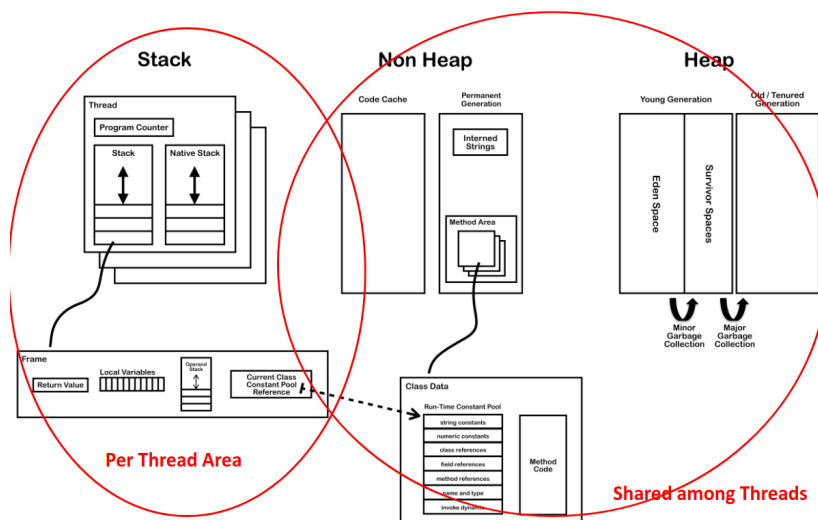 Stack
Non Heap
Heap
Thread
Program Counter
Stack
Native Stack
Code Cache
Permanent
Generation
Interned
Strings
Method Area
Young Generation
Old / Tenured
Generation
Eden Space
Survivor Spaces
Minor
Garbage
Collection
Major
Garbage
Collection
Frame
Return Value
Local Variables
Operand
Stack
Current Class
Constant Pool
Reference
Class Data
Run-Time Constant Pool
string constants
numeric constants
class references
field references
method references
name and type
invoke dynamic
Method
Code
Per Thread Area
Shared among Threads